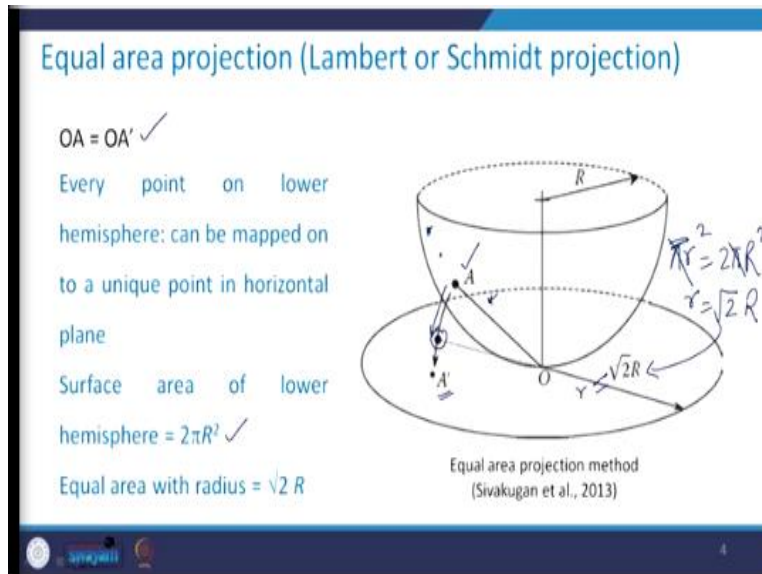 Equal area projection (Lambert or Schmidt projection)
OA = OA′ ✓
Every point on lower
hemisphere: can be mapped on
to a unique point in horizontal
plane
Surface area of lower
hemisphere = 2πR² ✓
Equal area with radius = √2 R
R
A
O
A′
√2R
r
πr² = 2πR²
r = √2 R
Equal area projection method
(Sivakugan et al., 2013)
swayam
4